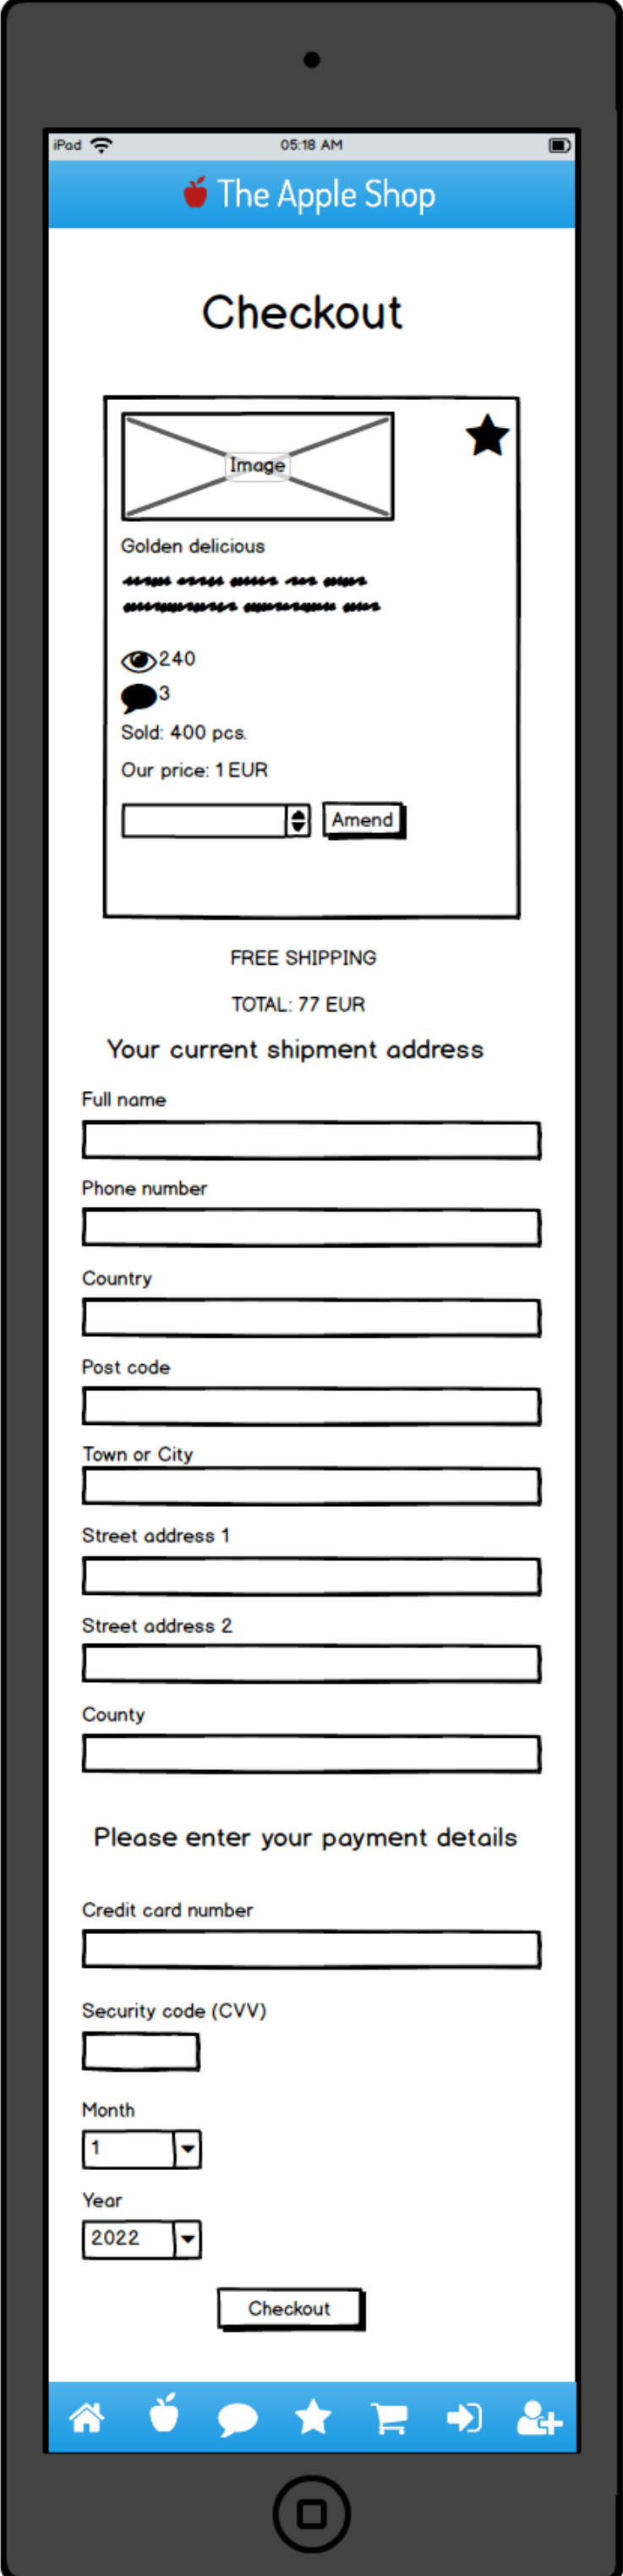 iPad
05:18 AM
The Apple Shop
Checkout
Image
Golden delicious
240
3
Sold: 400 pcs.
Our price: 1 EUR
Amend
FREE SHIPPING
TOTAL: 77 EUR
Your current shipment address
Full name
Phone number
Country
Post code
Town or City
Street address 1
Street address 2
County
Please enter your payment details
Credit card number
Security code (CVV)
Month
1
Year
2022
Checkout